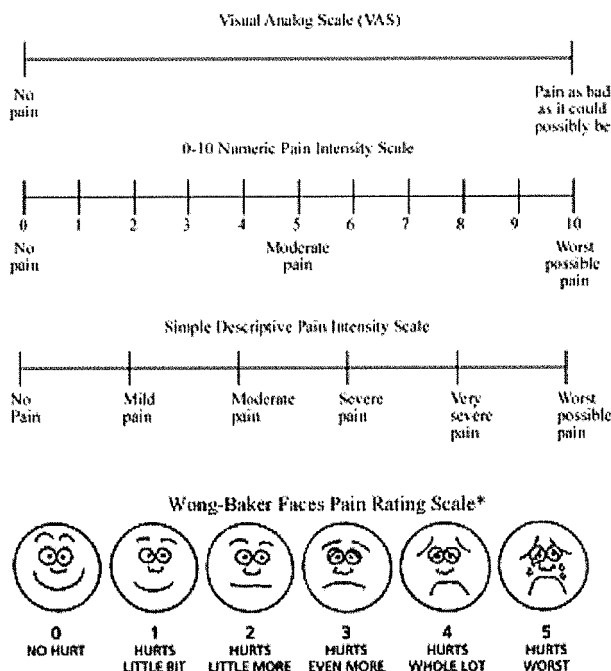 Visual Analog Scale (VAS)
No pain
Pain as bad as it could possibly be
0-10 Numeric Pain Intensity Scale
0 1 2 3 4 5 6 7 8 9 10
No pain
Moderate pain
Worst possible pain
Simple Descriptive Pain Intensity Scale
No Pain
Mild pain
Moderate pain
Severe pain
Very severe pain
Worst possible pain
Wong-Baker Faces Pain Rating Scale*
0 1 2 3 4 5
NO HURT
HURTS LITTLE BIT
HURTS LITTLE MORE
HURTS EVEN MORE
HURTS WHOLE LOT
HURTS WORST